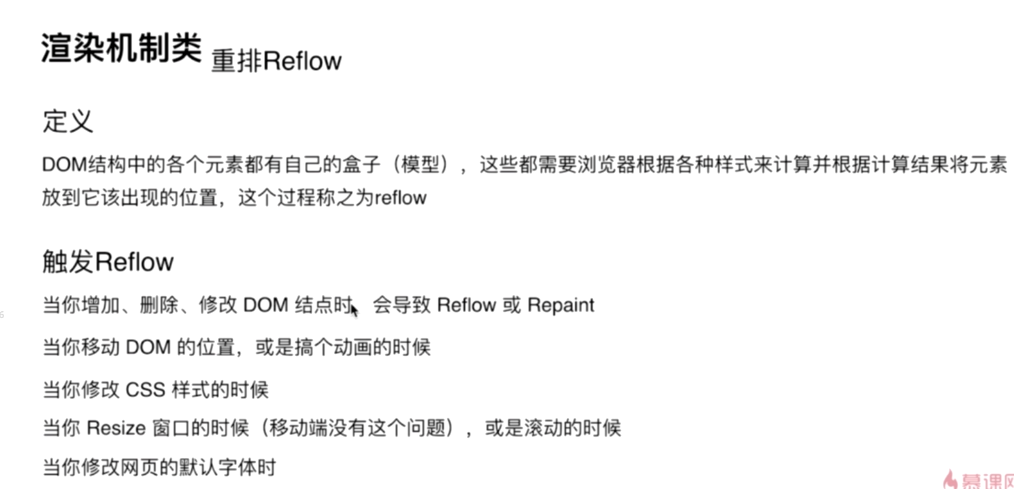 渲染机制类 重排Reflow
定义
DOM结构中的各个元素都有自己的盒子（模型），这些都需要浏览器根据各种样式来计算并根据计算结果将元素
放到它该出现的位置，这个过程称之为reflow
触发Reflow
当你增加、删除、修改 DOM 结点时，会导致 Reflow 或 Repaint
当你移动 DOM 的位置，或是搞个动画的时候
当你修改 CSS 样式的时候
当你 Resize 窗口的时候（移动端没有这个问题），或是滚动的时候
当你修改网页的默认字体时
慕课网